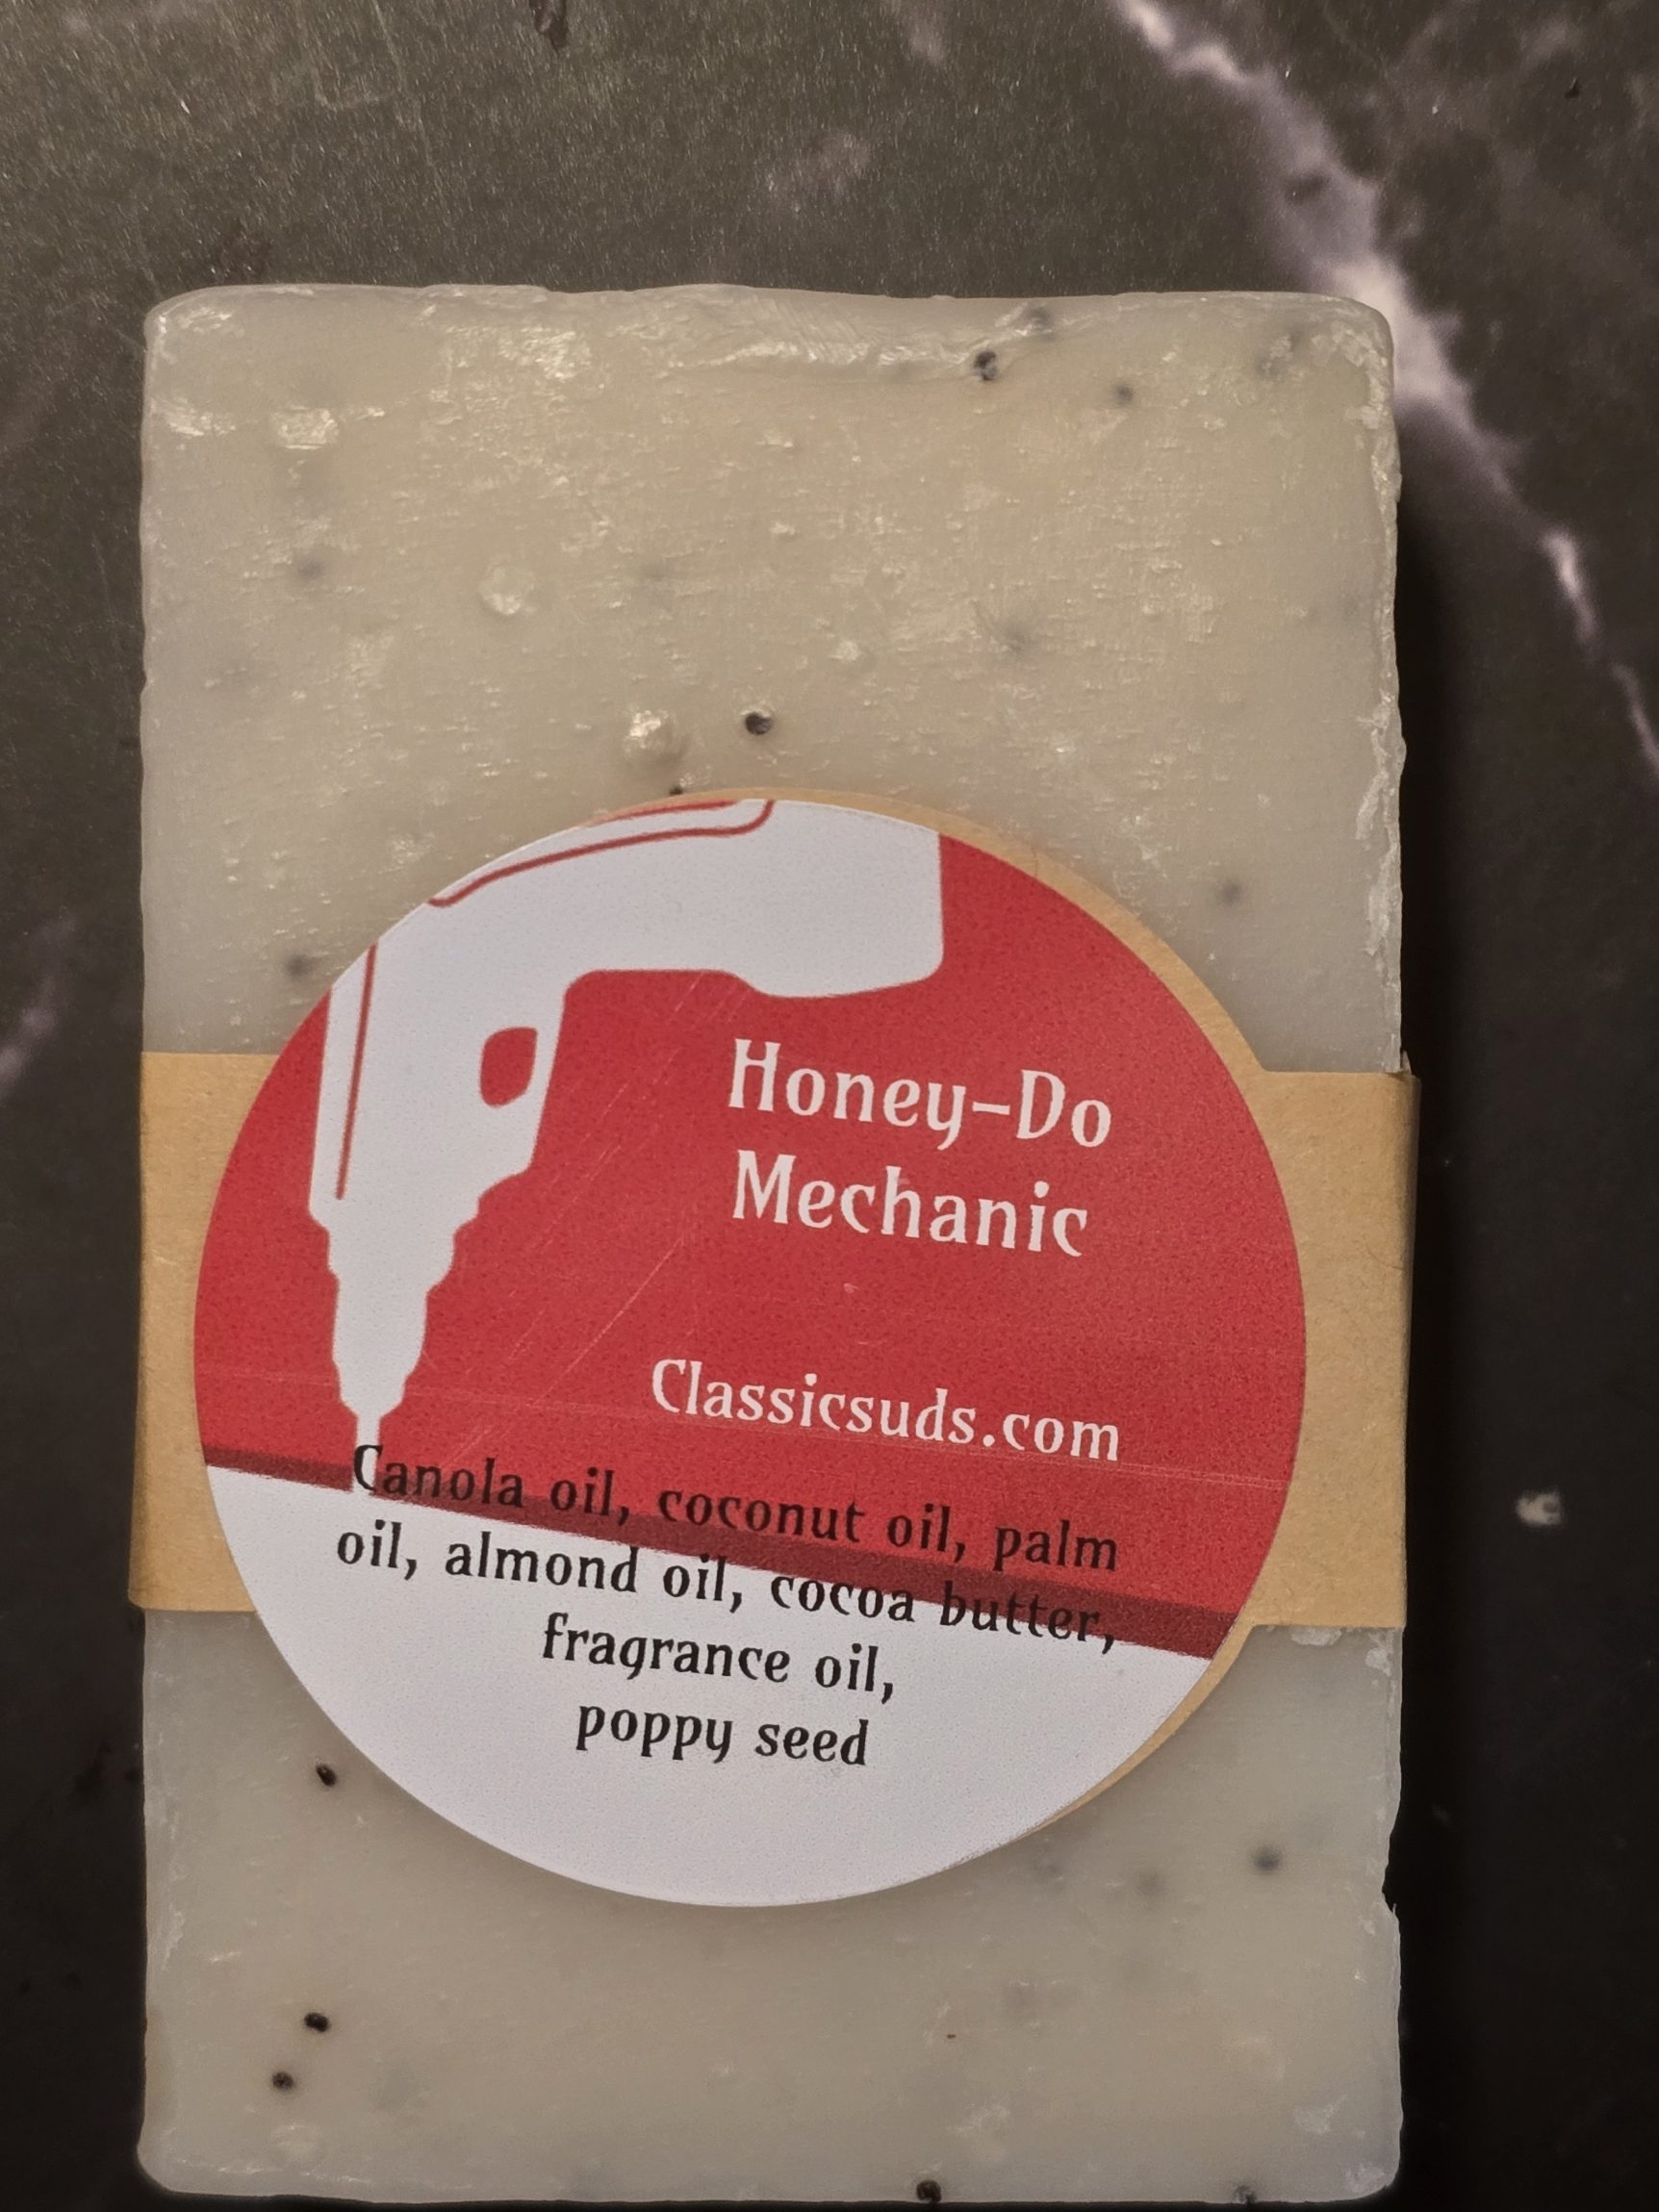 Honey-Do
Mechanic
Classicsuds.com
Canola oil, coconut oil, palm
oil, almond oil, cocoa butter,
fragrance oil,
poppy seed